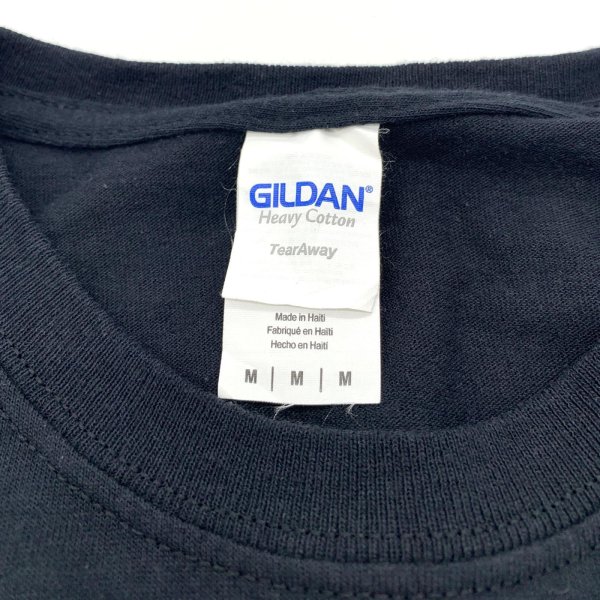 GILDAN®
Heavy Cotton
TearAway
Made in Haiti
Fabriqué en Haïti
Hecho en Haití
M | M | M